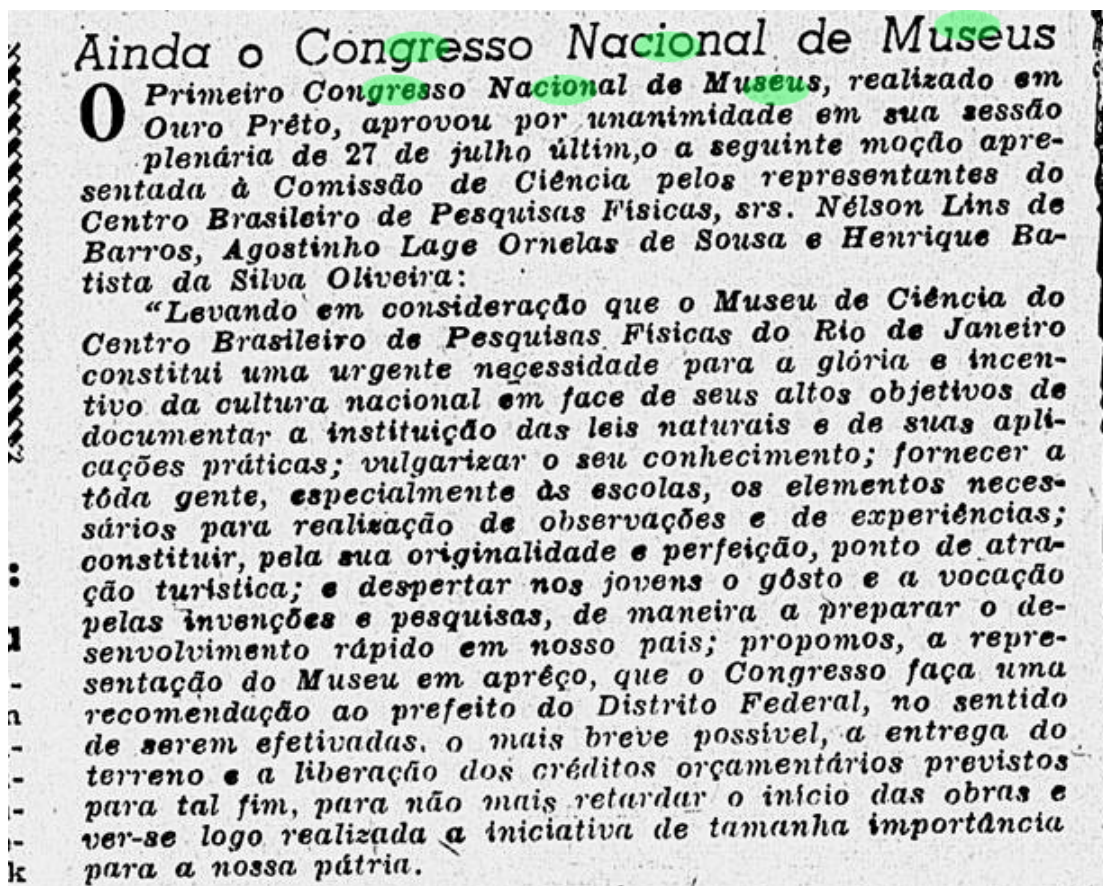 Ainda o Congresso Nacional de Museus
O Primeiro Congresso Nacional de Museus, realizado em
Ouro Prêto, aprovou por unanimidade em sua sessão
plenária de 27 de julho últim,o a seguinte moção apre-
sentada à Comissão de Ciência pelos representantes do
Centro Brasileiro de Pesquisas Físicas, srs. Nélson Lins de
Barros, Agostinho Lage Ornelas de Sousa e Henrique Ba-
tista da Silva Oliveira:
"Levando em consideração que o Museu de Ciência do
Centro Brasileiro de Pesquisas Físicas do Rio de Janeiro
constitui uma urgente necessidade para a glória e incen-
tivo da cultura nacional em face de seus altos objetivos de
documentar a instituição das leis naturais e de suas apli-
cações práticas; vulgarizar o seu conhecimento; fornecer a
tôda gente, especialmente às escolas, os elementos neces-
sários para realização de observações e de experiências;
constituir, pela sua originalidade e perfeição, ponto de atra-
ção turística; e despertar nos jovens o gôsto e a vocação
pelas invenções e pesquisas, de maneira a preparar o de-
senvolvimento rápido em nosso país; propomos, a repre-
sentação do Museu em aprêço, que o Congresso faça uma
recomendação ao prefeito do Distrito Federal, no sentido
de serem efetivadas. o mais breve possível, a entrega do
terreno e a liberação dos créditos orçamentários previstos
para tal fim, para não mais retardar o início das obras e
ver-se logo realizada a iniciativa de tamanha importância
para a nossa pátria.